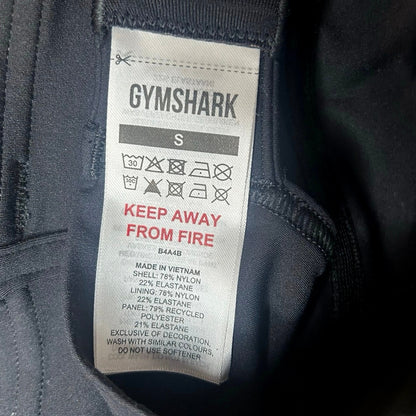 GYMSHARK
S
30
KEEP AWAY
FROM FIRE
B4A4B
MADE IN VIETNAM
SHELL: 78% NYLON
22% ELASTANE
LINING: 78% NYLON
22% ELASTANE
PANEL: 79% RECYCLED
POLYESTER
21% ELASTANE
EXCLUSIVE OF DECORATION.
WASH WITH SIMILAR COLOURS,
DO NOT USE SOFTENER